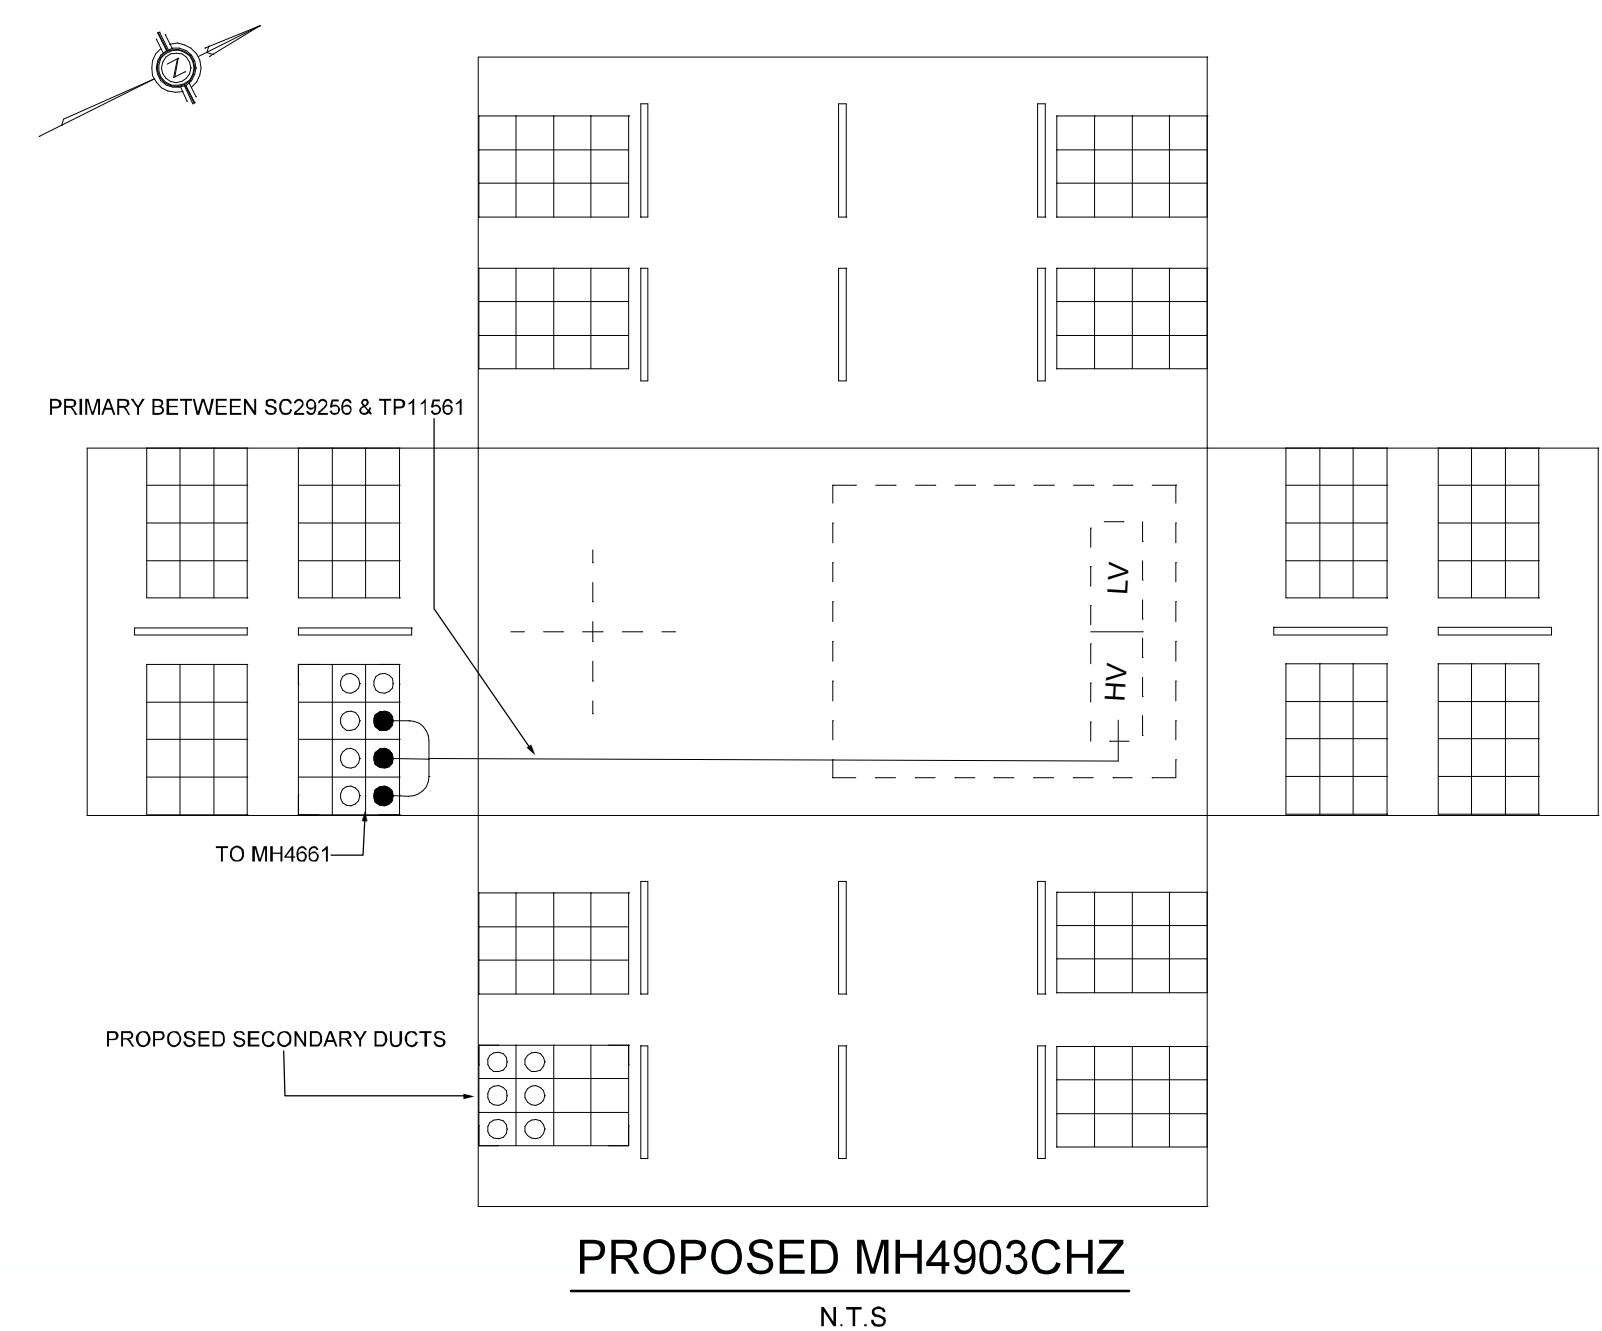 N
PRIMARY BETWEEN SC29256 & TP11561
LV
HV
TO MH4661
PROPOSED SECONDARY DUCTS
PROPOSED MH4903CHZ
N.T.S